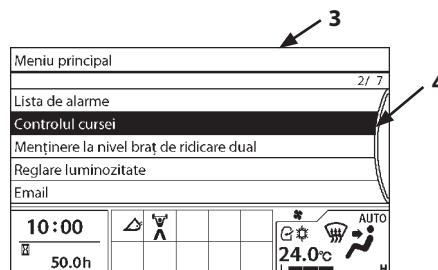 3
Meniu principal
2/ 7
4
Lista de alarme
Controlul cursei
Menținere la nivel braț de ridicare dual
Reglare luminozitate
Email
10:00
AUTO
24.0°c
50.0h
H